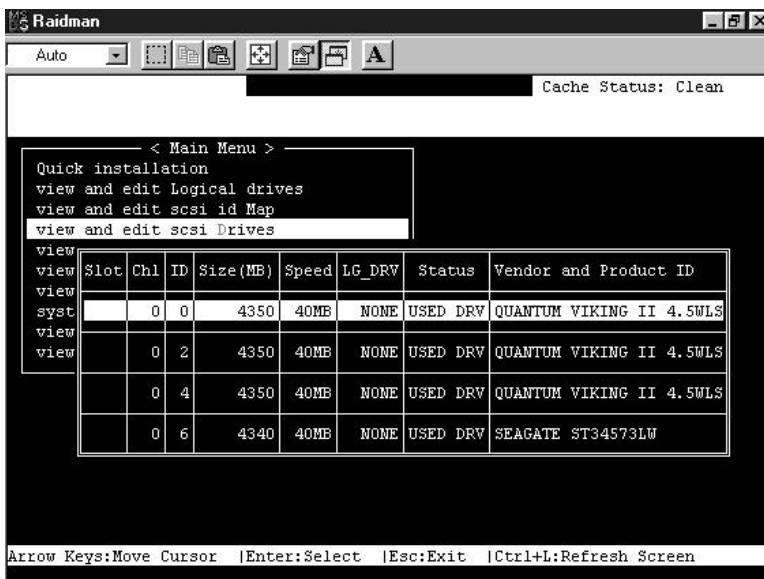 Raidman
Auto
A
Cache Status: Clean
< Main Menu >
Quick installation
view and edit Logical drives
view and edit scsi id Map
view and edit scsi Drives
view
view
view
syst
view
view
Slot Chl ID Size(MB) Speed LG_DRV Status Vendor and Product ID
0 0 4350 40MB NONE USED DRV QUANTUM VIKING II 4.5WLS
0 2 4350 40MB NONE USED DRV QUANTUM VIKING II 4.5WLS
0 4 4350 40MB NONE USED DRV QUANTUM VIKING II 4.5WLS
0 6 4340 40MB NONE USED DRV SEAGATE ST34573LW
Arrow Keys:Move Cursor |Enter:Select |Esc:Exit |Ctrl+L:Refresh Screen